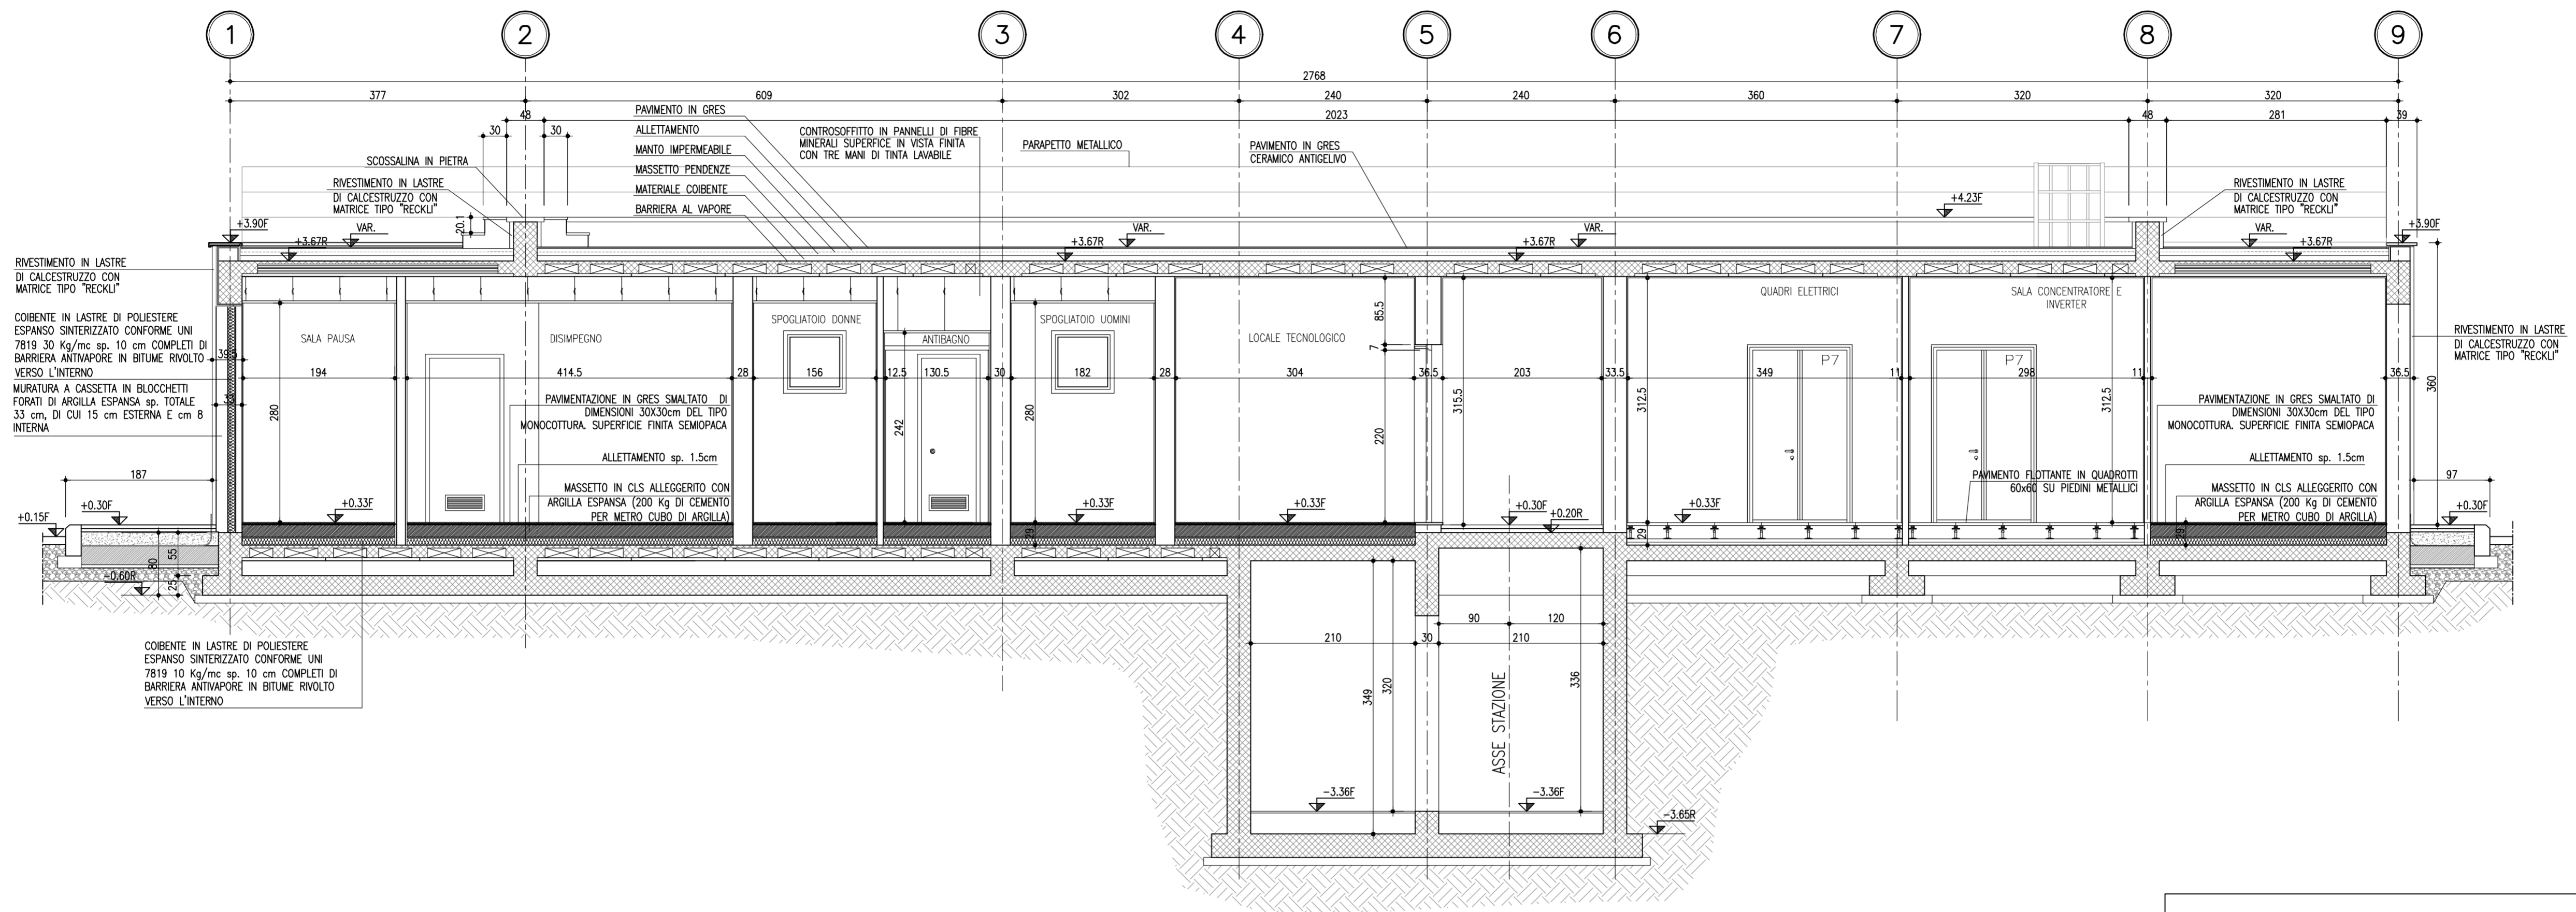 1 2 3 4 5 6 7 8 9
2768
377 609 302 240 240 360 320 320
48 2023 48 281 39
30 30
PAVIMENTO IN GRES
ALLETTAMENTO
MANTO IMPERMEABILE
MASSETTO PENDENZE
MATERIALE COIBENTE
BARRIERA AL VAPORE
CONTROSOFFITTO IN PANNELLI DI FIBRE
MINERALI SUPERFICE IN VISTA FINITA
CON TRE MANI DI TINTA LAVABILE
PARAPETTO METALLICO
PAVIMENTO IN GRES
CERAMICO ANTIGELIVO
SCOSSALINA IN PIETRA
RIVESTIMENTO IN LASTRE
DI CALCESTRUZZO CON
MATRICE TIPO "RECKLI"
RIVESTIMENTO IN LASTRE
DI CALCESTRUZZO CON
MATRICE TIPO "RECKLI"
+4.23F
20.1
+3.90F VAR. VAR. VAR. VAR. +3.90F
+3.67R +3.67R +3.67R +3.67R
RIVESTIMENTO IN LASTRE
DI CALCESTRUZZO CON
MATRICE TIPO "RECKLI"
COIBENTE IN LASTRE DI POLIESTERE
ESPANSO SINTERIZZATO CONFORME UNI
7819 30 Kg/mc sp. 10 cm COMPLETI DI
BARRIERA ANTIVAPORE IN BITUME RIVOLTO
VERSO L'INTERNO
MURATURA A CASSETTA IN BLOCCHETTI
FORATI DI ARGILLA ESPANSA sp. TOTALE
33 cm, DI CUI 15 cm ESTERNA E cm 8
INTERNA
SALA PAUSA
DISIMPEGNO
SPOGLIATOIO DONNE
ANTIBAGNO
SPOGLIATOIO UOMINI
LOCALE TECNOLOGICO
QUADRI ELETTRICI
SALA CONCENTRATORE E
INVERTER
RIVESTIMENTO IN LASTRE
DI CALCESTRUZZO CON
MATRICE TIPO "RECKLI"
P7 P7
85.5
7
39.5 194 414.5 28 156 12.5 130.5 30 182 28 304 36.5 203 33.5 349 11 298 11 36.5
33
280 242 280 220 315.5 312.5 312.5 360
PAVIMENTAZIONE IN GRES SMALTATO DI
DIMENSIONI 30X30cm DEL TIPO
MONOCOTTURA. SUPERFICIE FINITA SEMIOPACA
ALLETTAMENTO sp. 1.5cm
MASSETTO IN CLS ALLEGGERITO CON
ARGILLA ESPANSA (200 Kg DI CEMENTO
PER METRO CUBO DI ARGILLA)
PAVIMENTO FLOTTANTE IN QUADROTTI
60x60 SU PIEDINI METALLICI
PAVIMENTAZIONE IN GRES SMALTATO DI
DIMENSIONI 30X30cm DEL TIPO
MONOCOTTURA. SUPERFICIE FINITA SEMIOPACA
ALLETTAMENTO sp. 1.5cm
MASSETTO IN CLS ALLEGGERITO CON
ARGILLA ESPANSA (200 Kg DI CEMENTO
PER METRO CUBO DI ARGILLA)
187 97
+0.15F +0.30F +0.33F +0.33F +0.33F +0.30F +0.20R +0.33F +0.30F
29 29 29
80 55 25
-0.60R
COIBENTE IN LASTRE DI POLIESTERE
ESPANSO SINTERIZZATO CONFORME UNI
7819 10 Kg/mc sp. 10 cm COMPLETI DI
BARRIERA ANTIVAPORE IN BITUME RIVOLTO
VERSO L'INTERNO
90 120
210 30 210
349 320 336
ASSE STAZIONE
-3.36F -3.36F
-3.65R